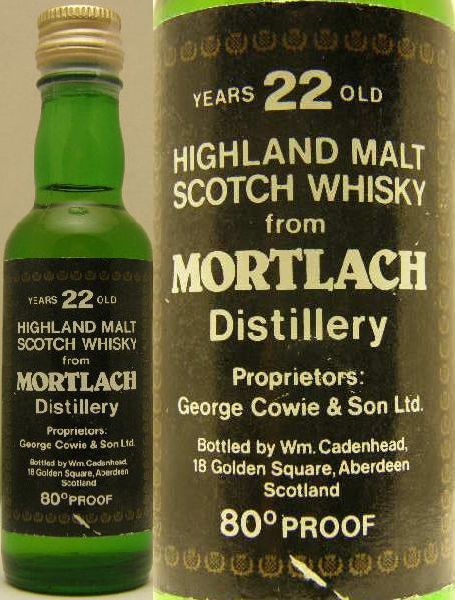 YEARS 22 OLD
HIGHLAND MALT
SCOTCH WHISKY
from
MORTLACH
Distillery
Proprietors:
George Cowie & Son Ltd.
Bottled by Wm. Cadenhead,
18 Golden Square, Aberdeen
Scotland
80° PROOF
YEARS 22 OLD
HIGHLAND MALT
SCOTCH WHISKY
from
MORTLACH
Distillery
Proprietors:
George Cowie & Son Ltd.
Bottled by Wm. Cadenhead,
18 Golden Square, Aberdeen
Scotland
80° PROOF